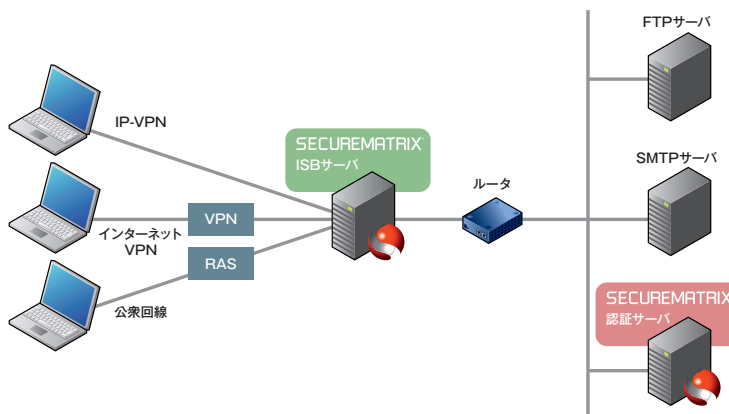 FTPサーバ
IP-VPN
SECUREMATRIX
ISBサーバ
SMTPサーバ
ルータ
VPN
インターネット
VPN
RAS
公衆回線
SECUREMATRIX
認証サーバ